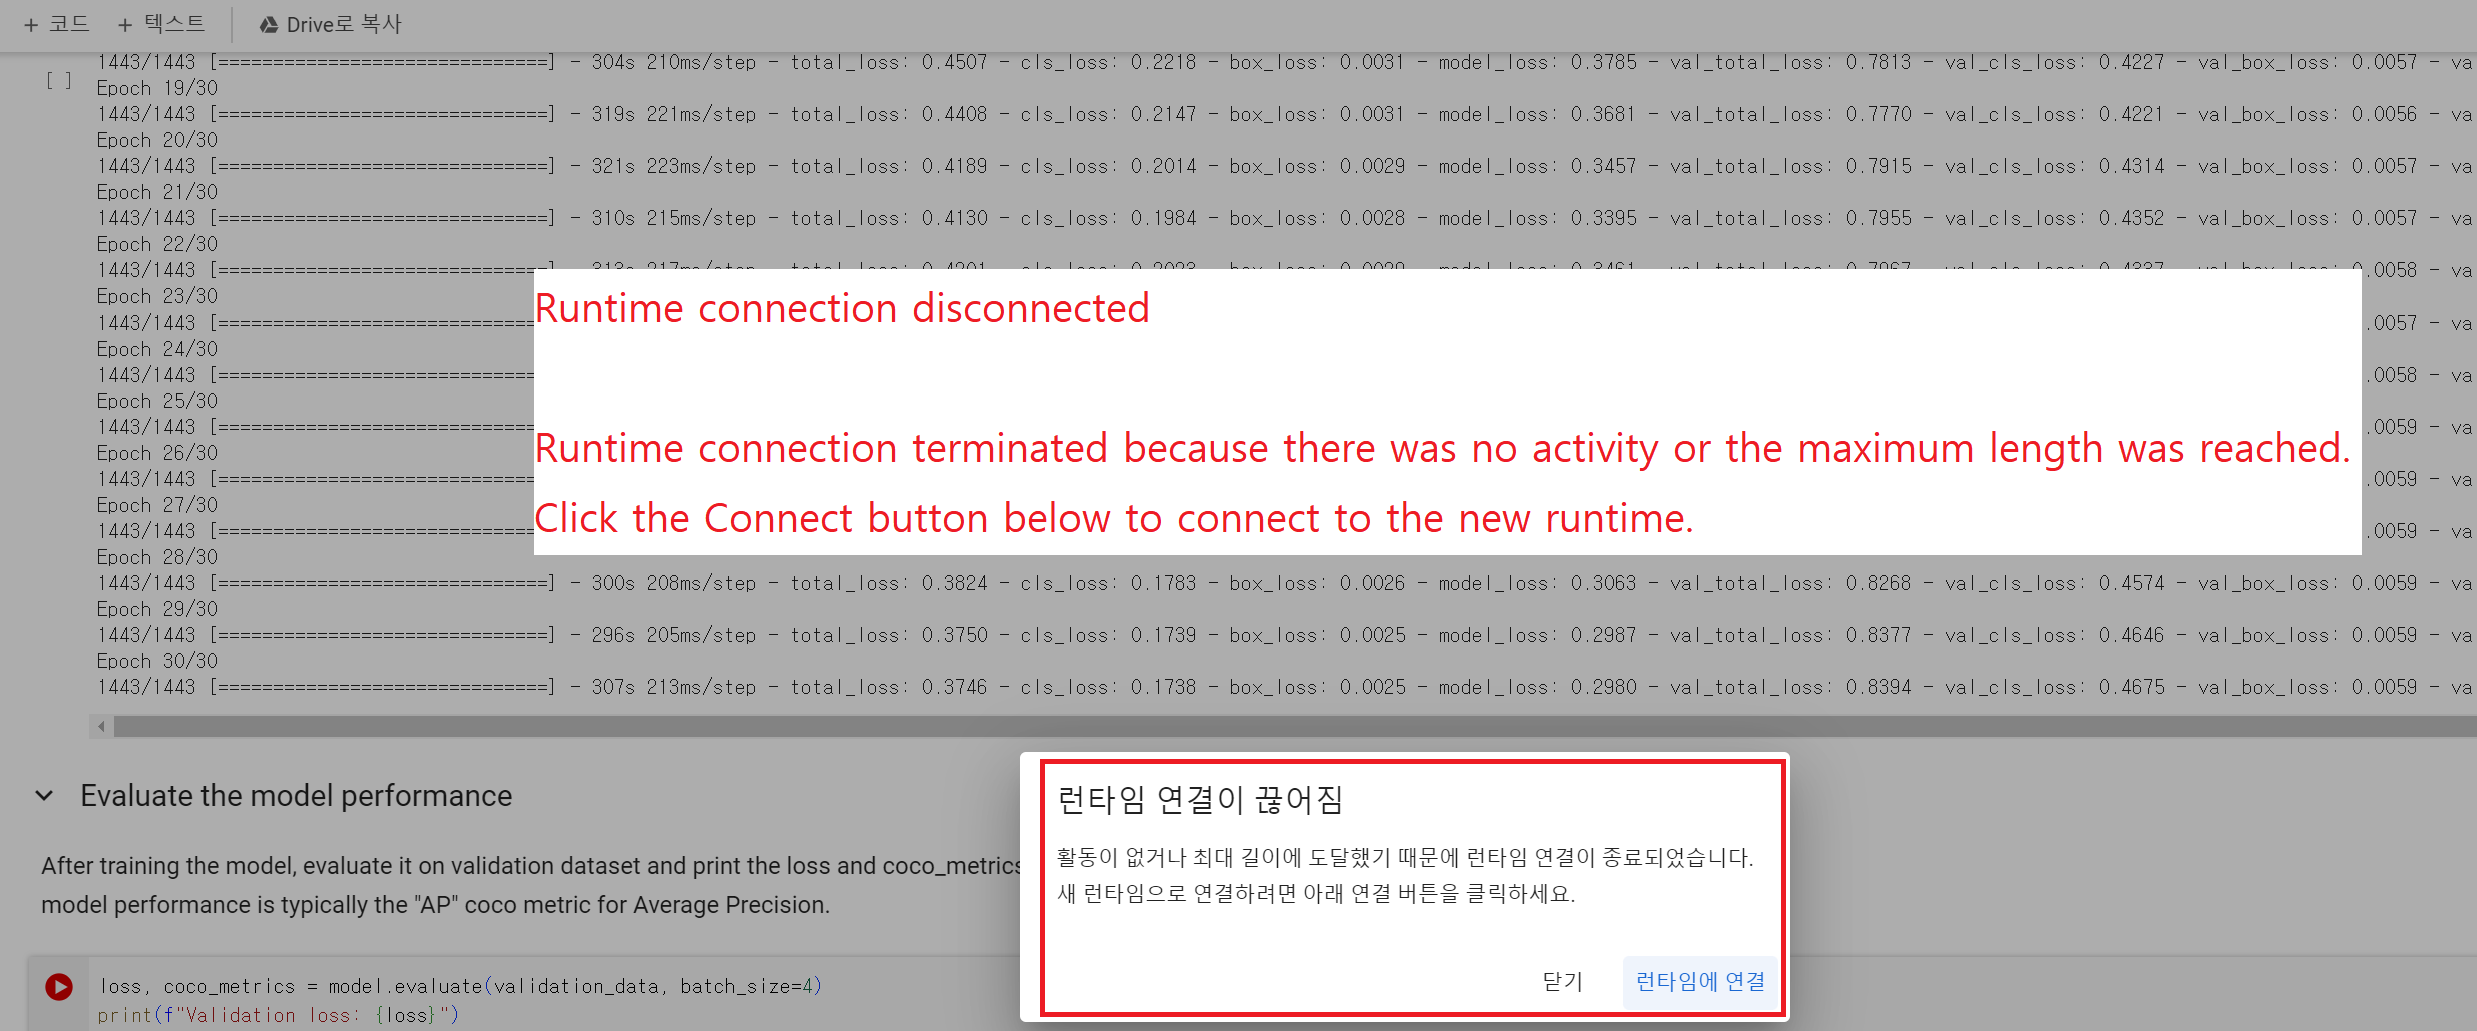 + 코드 + 텍스트 Drive로 복사
1443/1443 [==============================] - 304s 210ms/step - total_loss: 0.4507 - cls_loss: 0.2218 - box_loss: 0.0031 - model_loss: 0.3785 - val_total_loss: 0.7813 - val_cls_loss: 0.4227 - val_box_loss: 0.0057 - va
[ ]
Epoch 19/30
1443/1443 [==============================] - 319s 221ms/step - total_loss: 0.4408 - cls_loss: 0.2147 - box_loss: 0.0031 - model_loss: 0.3681 - val_total_loss: 0.7770 - val_cls_loss: 0.4221 - val_box_loss: 0.0056 - va
Epoch 20/30
1443/1443 [==============================] - 321s 223ms/step - total_loss: 0.4189 - cls_loss: 0.2014 - box_loss: 0.0029 - model_loss: 0.3457 - val_total_loss: 0.7915 - val_cls_loss: 0.4314 - val_box_loss: 0.0057 - va
Epoch 21/30
1443/1443 [==============================] - 310s 215ms/step - total_loss: 0.4130 - cls_loss: 0.1984 - box_loss: 0.0028 - model_loss: 0.3395 - val_total_loss: 0.7955 - val_cls_loss: 0.4352 - val_box_loss: 0.0057 - va
Epoch 22/30
1443/1443 [==============================] - 0.0058 - va
Epoch 23/30
1443/1443 [============================= .0057 - va
Epoch 24/30
1443/1443 [============================= .0058 - va
Epoch 25/30
1443/1443 [============================= .0059 - va
Epoch 26/30
1443/1443 [============================= .0059 - va
Epoch 27/30
1443/1443 [============================= .0059 - va
Epoch 28/30
Runtime connection disconnected
Runtime connection terminated because there was no activity or the maximum length was reached.
Click the Connect button below to connect to the new runtime.
1443/1443 [==============================] - 300s 208ms/step - total_loss: 0.3824 - cls_loss: 0.1783 - box_loss: 0.0026 - model_loss: 0.3063 - val_total_loss: 0.8268 - val_cls_loss: 0.4574 - val_box_loss: 0.0059 - va
Epoch 29/30
1443/1443 [==============================] - 296s 205ms/step - total_loss: 0.3750 - cls_loss: 0.1739 - box_loss: 0.0025 - model_loss: 0.2987 - val_total_loss: 0.8377 - val_cls_loss: 0.4646 - val_box_loss: 0.0059 - va
Epoch 30/30
1443/1443 [==============================] - 307s 213ms/step - total_loss: 0.3746 - cls_loss: 0.1738 - box_loss: 0.0025 - model_loss: 0.2980 - val_total_loss: 0.8394 - val_cls_loss: 0.4675 - val_box_loss: 0.0059 - va
Evaluate the model performance
After training the model, evaluate it on validation dataset and print the loss and coco_metrics
model performance is typically the "AP" coco metric for Average Precision.
loss, coco_metrics = model.evaluate(validation_data, batch_size=4)
print(f"Validation loss: {loss}")
런타임 연결이 끊어짐
활동이 없거나 최대 길이에 도달했기 때문에 런타임 연결이 종료되었습니다.
새 런타임으로 연결하려면 아래 연결 버튼을 클릭하세요.
닫기 런타임에 연결